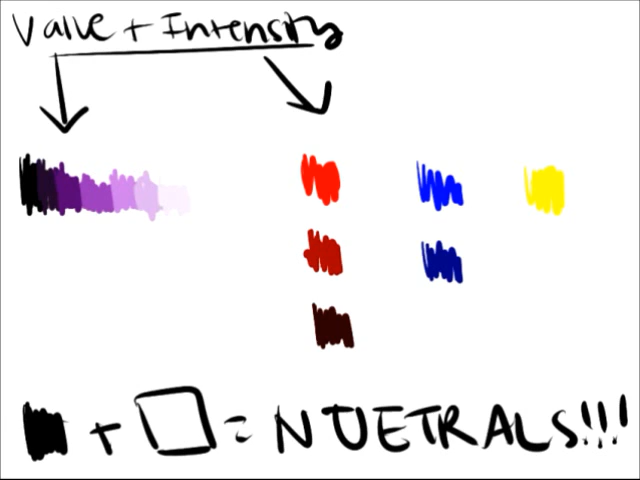 Value + Intensity
+ = NUETRALS!!!